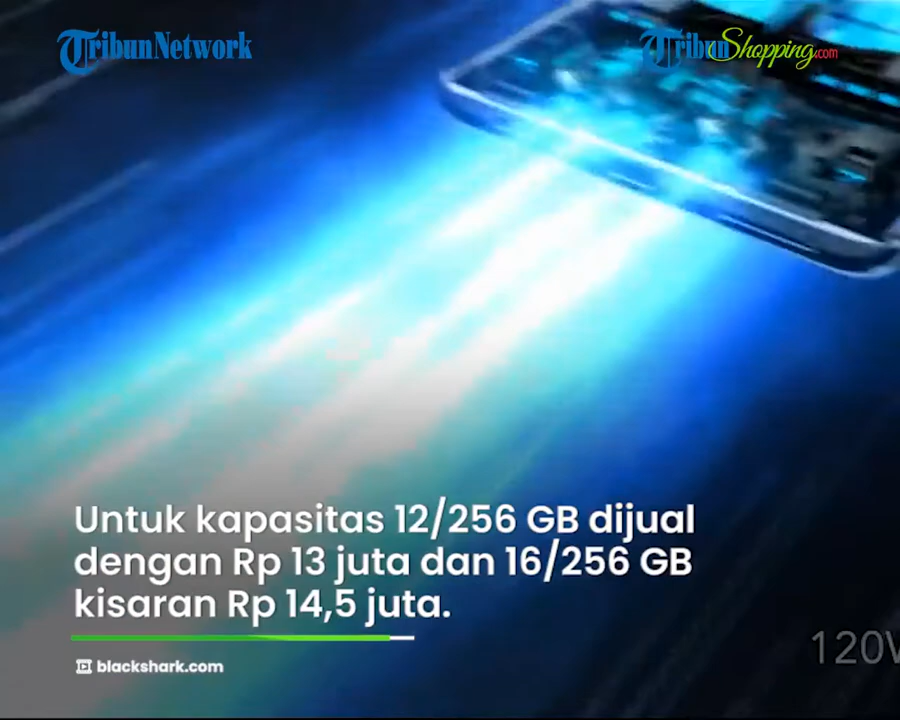 TribunNetwork
TribunShopping.com
Untuk kapasitas 12/256 GB dijual
dengan Rp 13 juta dan 16/256 GB
kisaran Rp 14,5 juta.
120W
blackshark.com